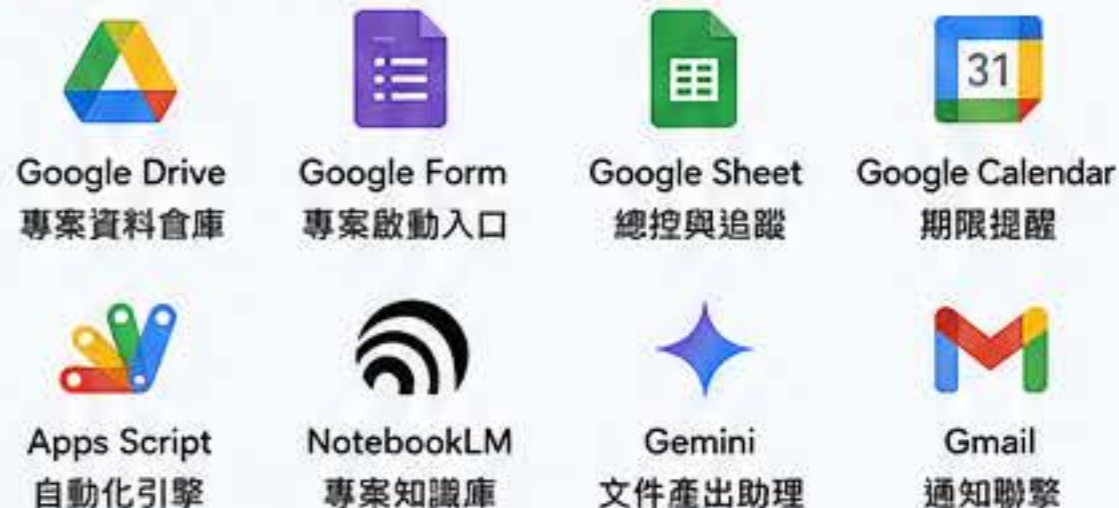 31
Google Drive
專案資料倉庫
Google Form
專案啟動入口
Google Sheet
總控與追蹤
Google Calendar
期限提醒
Apps Script
自動化引擎
NotebookLM
專案知識庫
Gemini
文件產出助理
Gmail
通知聯繫